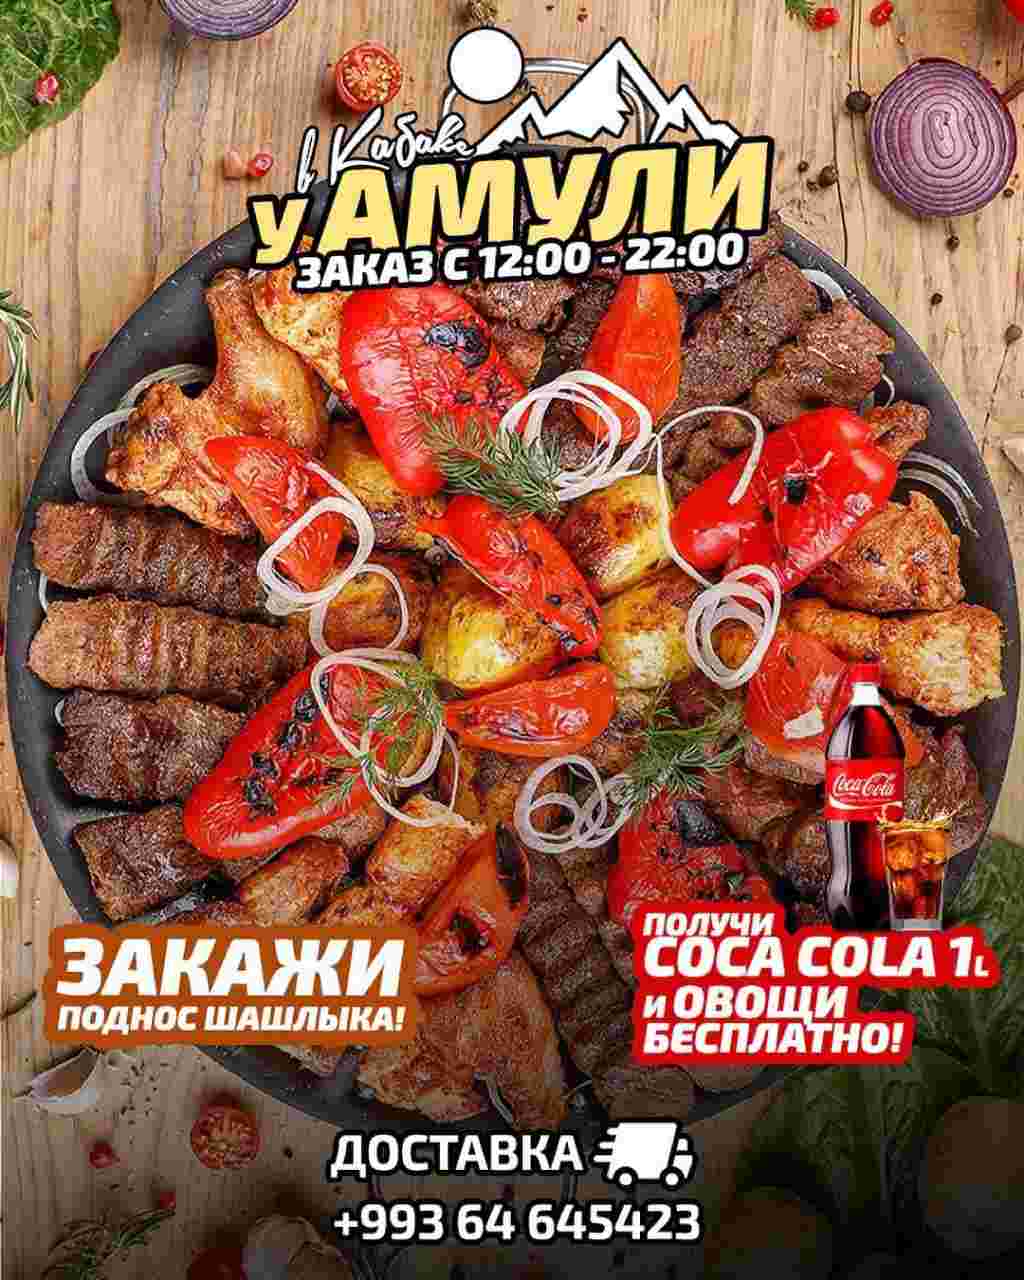 в Кабаке
у АМУЛИ
ЗАКАЗ С 12:00 - 22:00
Coca-Cola
ЗАКАЖИ
ПОДНОС ШАШЛЫКА!
ПОЛУЧИ
COCA COLA 1L
и ОВОЩИ
БЕСПЛАТНО!
ДОСТАВКА
+993 64 645423